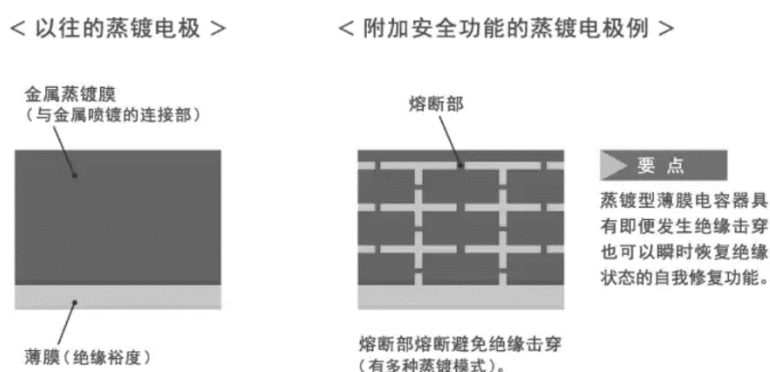 < 以往的蒸镀电极 >
< 附加安全功能的蒸镀电极例 >
金属蒸镀膜
（与金属喷镀的连接部）
熔断部
要点
蒸镀型薄膜电容器具
有即便发生绝缘击穿
也可以瞬时恢复绝缘
状态的自我修复功能。
薄膜（绝缘裕度）
熔断部熔断避免绝缘击穿
（有多种蒸镀模式）。